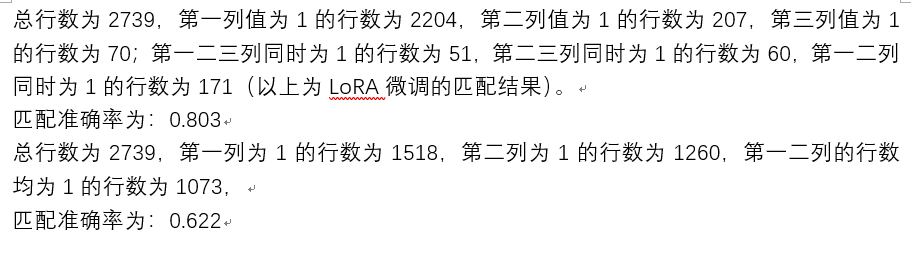 总行数为 2739，第一列值为 1 的行数为 2204，第二列值为 1 的行数为 207，第三列值为 1
的行数为 70；第一二三列同时为 1 的行数为 51，第二三列同时为 1 的行数为 60，第一二列
同时为 1 的行数为 171（以上为 LoRA 微调的匹配结果）。
匹配准确率为：0.803
总行数为 2739，第一列为 1 的行数为 1518，第二列为 1 的行数为 1260，第一二列的行数
均为 1 的行数为 1073，
匹配准确率为：0.622